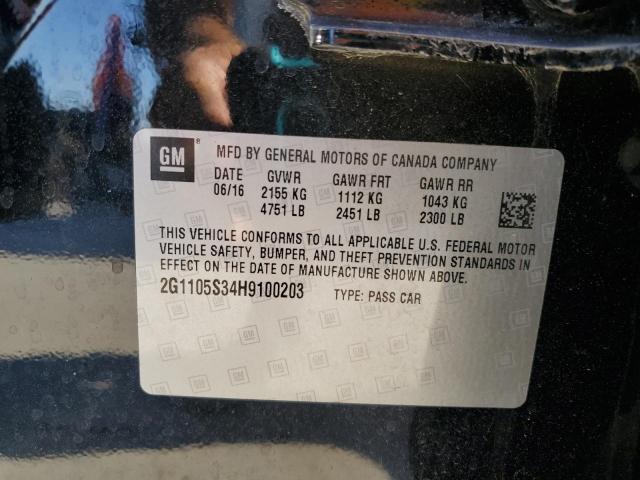 GM ® MFD BY GENERAL MOTORS OF CANADA COMPANY
DATE GVWR GAWR FRT GAWR RR
06/16 2155 KG 1112 KG 1043 KG
4751 LB 2451 LB 2300 LB
THIS VEHICLE CONFORMS TO ALL APPLICABLE U.S. FEDERAL MOTOR
VEHICLE SAFETY, BUMPER, AND THEFT PREVENTION STANDARDS IN
EFFECT ON THE DATE OF MANUFACTURE SHOWN ABOVE.
2G1105S34H9100203 TYPE: PASS CAR